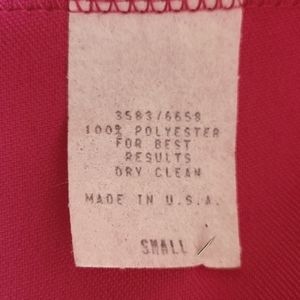 3583/6658
100% POLYESTER
FOR BEST
RESULTS
DRY CLEAN
MADE IN U.S.A.
SMALL